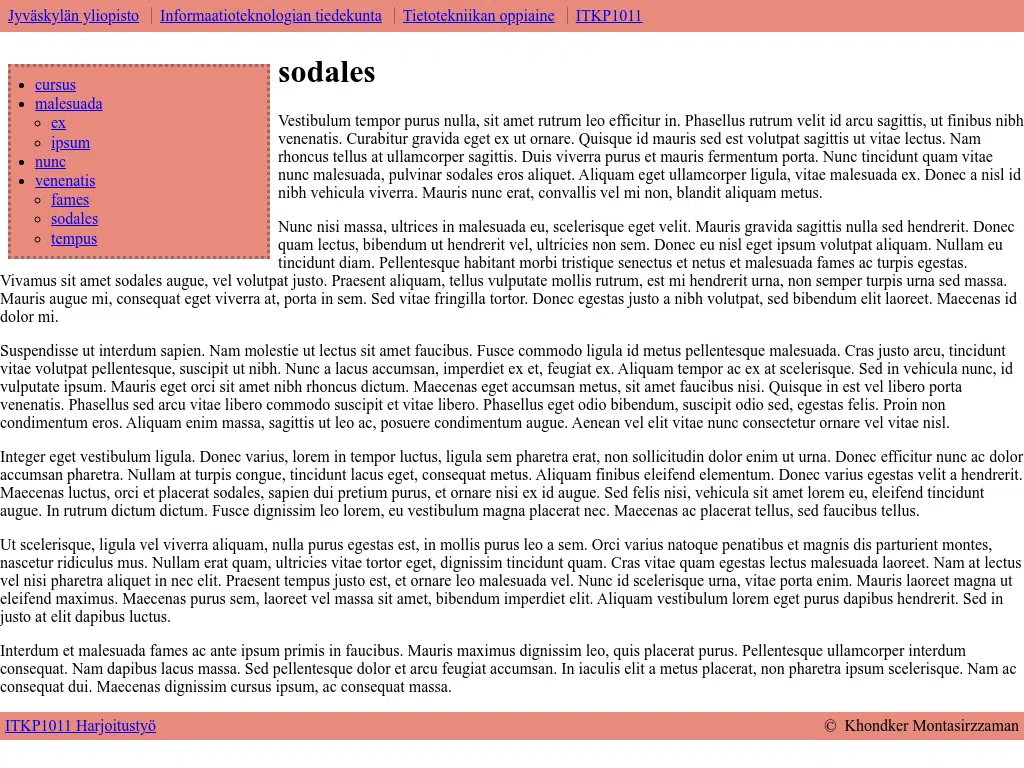 Jyväskylän yliopisto Informaatioteknologian tiedekunta Tietotekniikan oppiaine ITKP1011
cursus
malesuada
ex
ipsum
nunc
venenatis
fames
sodales
tempus
sodales
Vestibulum tempor purus nulla, sit amet rutrum leo efficitur in. Phasellus rutrum velit id arcu sagittis, ut finibus nibh
venenatis. Curabitur gravida eget ex ut ornare. Quisque id mauris sed est volutpat sagittis ut vitae lectus. Nam
rhoncus tellus at ullamcorper sagittis. Duis viverra purus et mauris fermentum porta. Nunc tincidunt quam vitae
nunc malesuada, pulvinar sodales eros aliquet. Aliquam eget ullamcorper ligula, vitae malesuada ex. Donec a nisl id
nibh vehicula viverra. Mauris nunc erat, convallis vel mi non, blandit aliquam metus.
Nunc nisi massa, ultrices in malesuada eu, scelerisque eget velit. Mauris gravida sagittis nulla sed hendrerit. Donec
quam lectus, bibendum ut hendrerit vel, ultricies non sem. Donec eu nisl eget ipsum volutpat aliquam. Nullam eu
tincidunt diam. Pellentesque habitant morbi tristique senectus et netus et malesuada fames ac turpis egestas.
Vivamus sit amet sodales augue, vel volutpat justo. Praesent aliquam, tellus vulputate mollis rutrum, est mi hendrerit urna, non semper turpis urna sed massa.
Mauris augue mi, consequat eget viverra at, porta in sem. Sed vitae fringilla tortor. Donec egestas justo a nibh volutpat, sed bibendum elit laoreet. Maecenas id
dolor mi.
Suspendisse ut interdum sapien. Nam molestie ut lectus sit amet faucibus. Fusce commodo ligula id metus pellentesque malesuada. Cras justo arcu, tincidunt
vitae volutpat pellentesque, suscipit ut nibh. Nunc a lacus accumsan, imperdiet ex et, feugiat ex. Aliquam tempor ac ex at scelerisque. Sed in vehicula nunc, id
vulputate ipsum. Mauris eget orci sit amet nibh rhoncus dictum. Maecenas eget accumsan metus, sit amet faucibus nisi. Quisque in est vel libero porta
venenatis. Phasellus sed arcu vitae libero commodo suscipit et vitae libero. Phasellus eget odio bibendum, suscipit odio sed, egestas felis. Proin non
condimentum eros. Aliquam enim massa, sagittis ut leo ac, posuere condimentum augue. Aenean vel elit vitae nunc consectetur ornare vel vitae nisl.
Integer eget vestibulum ligula. Donec varius, lorem in tempor luctus, ligula sem pharetra erat, non sollicitudin dolor enim ut urna. Donec efficitur nunc ac dolor
accumsan pharetra. Nullam at turpis congue, tincidunt lacus eget, consequat metus. Aliquam finibus eleifend elementum. Donec varius egestas velit a hendrerit.
Maecenas luctus, orci et placerat sodales, sapien dui pretium purus, et ornare nisi ex id augue. Sed felis nisi, vehicula sit amet lorem eu, eleifend tincidunt
augue. In rutrum dictum dictum. Fusce dignissim leo lorem, eu vestibulum magna placerat nec. Maecenas ac placerat tellus, sed faucibus tellus.
Ut scelerisque, ligula vel viverra aliquam, nulla purus egestas est, in mollis purus leo a sem. Orci varius natoque penatibus et magnis dis parturient montes,
nascetur ridiculus mus. Nullam erat quam, ultricies vitae tortor eget, dignissim tincidunt quam. Cras vitae quam egestas lectus malesuada laoreet. Nam at lectus
vel nisi pharetra aliquet in nec elit. Praesent tempus justo est, et ornare leo malesuada vel. Nunc id scelerisque urna, vitae porta enim. Mauris laoreet magna ut
eleifend maximus. Maecenas purus sem, laoreet vel massa sit amet, bibendum imperdiet elit. Aliquam vestibulum lorem eget purus dapibus hendrerit. Sed in
justo at elit dapibus luctus.
Interdum et malesuada fames ac ante ipsum primis in faucibus. Mauris maximus dignissim leo, quis placerat purus. Pellentesque ullamcorper interdum
consequat. Nam dapibus lacus massa. Sed pellentesque dolor et arcu feugiat accumsan. In iaculis elit a metus placerat, non pharetra ipsum scelerisque. Nam ac
consequat dui. Maecenas dignissim cursus ipsum, ac consequat massa.
ITKP1011 Harjoitustyö © Khondker Montasirzzaman